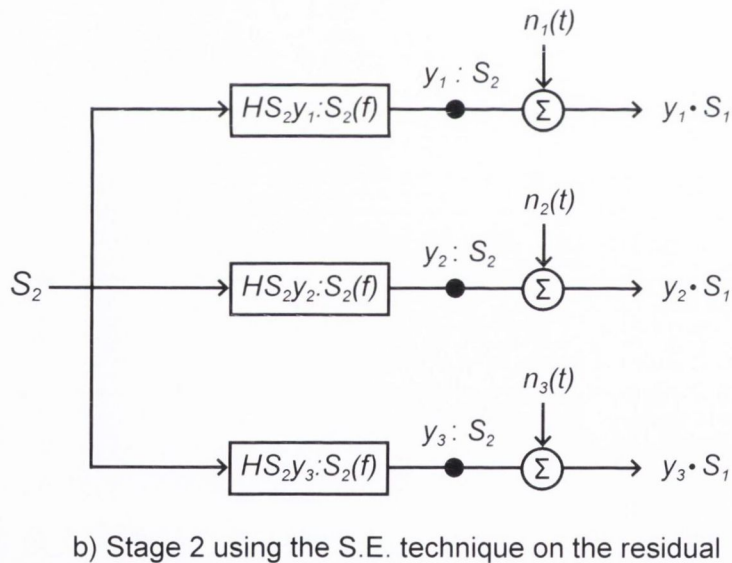 n₁(t)
y₁ : S₂
HS₂y₁:S₂(f)
Σ
y₁• S₁
n₂(t)
y₂ : S₂
S₂
HS₂y₂:S₂(f)
Σ
y₂• S₁
n₃(t)
y₃ : S₂
HS₂y₃:S₂(f)
Σ
y₃• S₁
b) Stage 2 using the S.E. technique on the residual